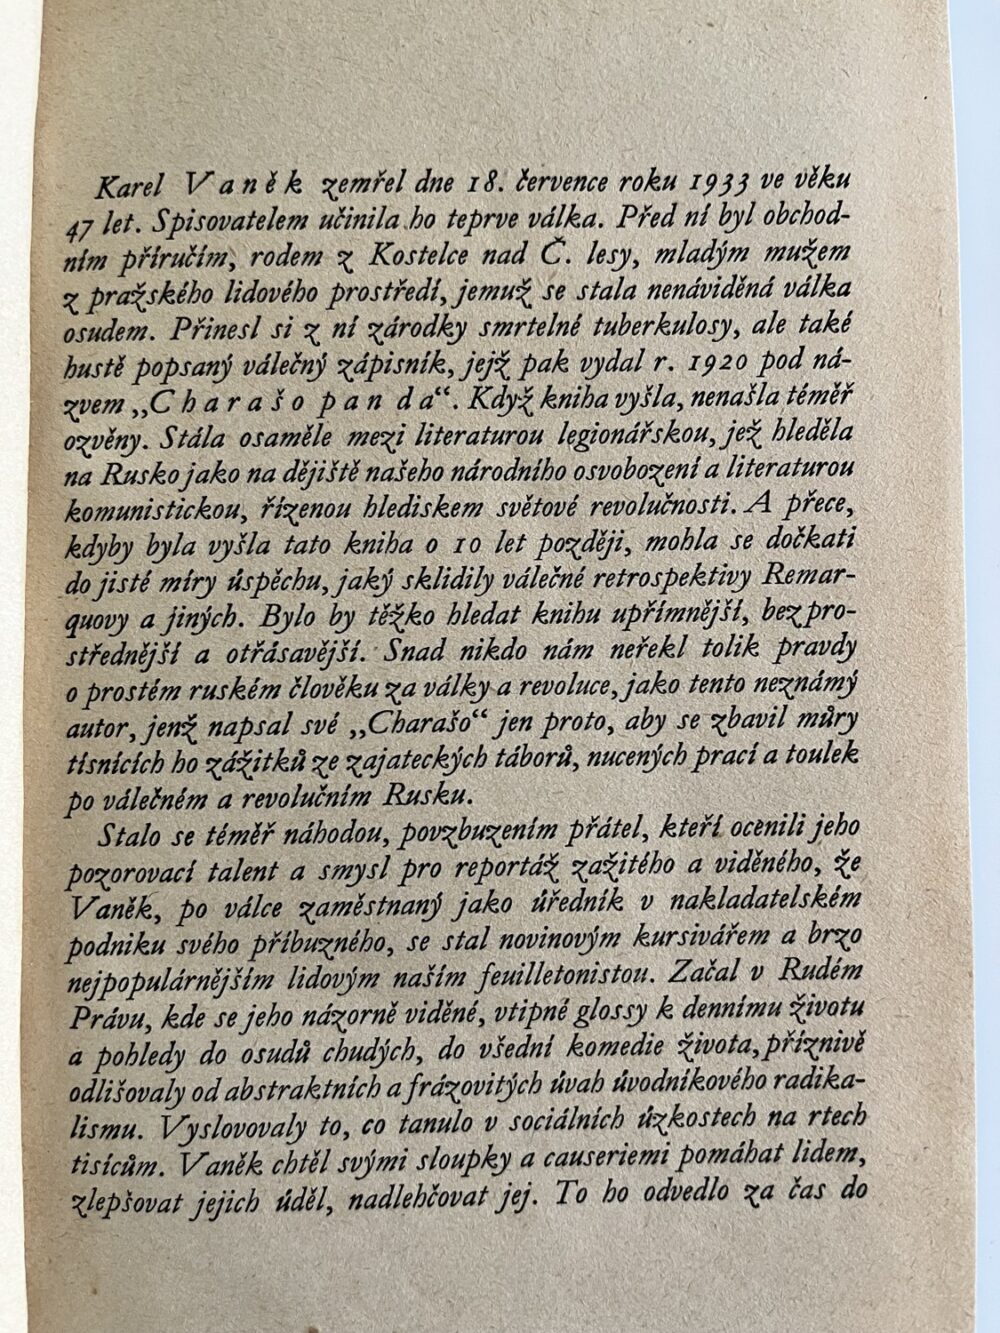 Karel Vaněk zemřel dne 18. července roku 1933 ve věku
47 let. Spisovatelem učinila ho teprve válka. Před ní byl obchod-
ním příručím, rodem z Kostelce nad Č. lesy, mladým mužem
z pražského lidového prostředí, jemuž se stala nenáviděná válka
osudem. Přinesl si z ní zárodky smrtelné tuberkulosy, ale také
hustě popsaný válečný zápisník, jejž pak vydal r. 1920 pod ná-
zvem „Charašo pan da“. Když kniha vyšla, nenašla téměř
ozvěny. Stála osaměle mezi literaturou legionářskou, jež hleděla
na Rusko jako na dějiště našeho národního osvobození a literaturou
komunistickou, řízenou hlediskem světové revolučnosti. A přece,
kdyby byla vyšla tato kniha o 10 let později, mohla se dočkati
do jisté míry úspěchu, jaký sklidily válečné retrospektivy Remar-
quovy a jiných. Bylo by těžko hledat knihu upřímnější, bezpro-
střednější a otřásavější. Snad nikdo nám neřekl tolik pravdy
o prostém ruském člověku za války a revoluce, jako tento neznámý
autor, jenž napsal své „Charašo“ jen proto, aby se zbavil můry
tísnících ho zážitků ze zajateckých táborů, nucených prací a toulek
po válečném a revolučním Rusku.
Stalo se téměř náhodou, povzbuzením přátel, kteří ocenili jeho
pozorovací talent a smysl pro reportáž zažitého a viděného, že
Vaněk, po válce zaměstnaný jako úředník v nakladatelském
podniku svého příbuzného, se stal novinovým kursivářem a brzo
nejpopulárnějším lidovým naším feuilletonistou. Začal v Rudém
Právu, kde se jeho názorně viděné, vtipné glossy k dennímu životu
a pohledy do osudů chudých, do všední komedie života, příznivě
odlišovaly od abstraktních a frázovitých úvah úvodníkového radika-
lismu. Vyslovovaly to, co tanulo v sociálních úzkostech na rtech
tisícům. Vaněk chtěl svými sloupky a causeriemi pomáhat lidem,
zlepšovat jejich úděl, nadlehčovat jej. To ho odvedlo za čas do